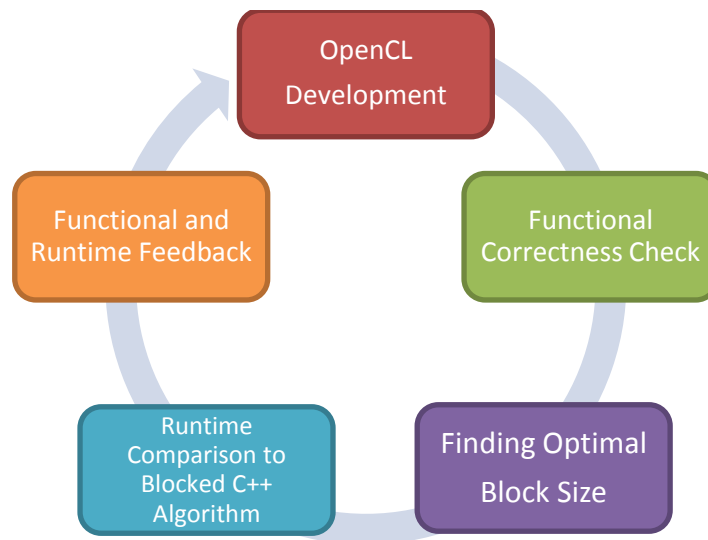 OpenCL
Development
Functional
Correctness Check
Finding Optimal
Block Size
Runtime
Comparison to
Blocked C++
Algorithm
Functional and
Runtime Feedback